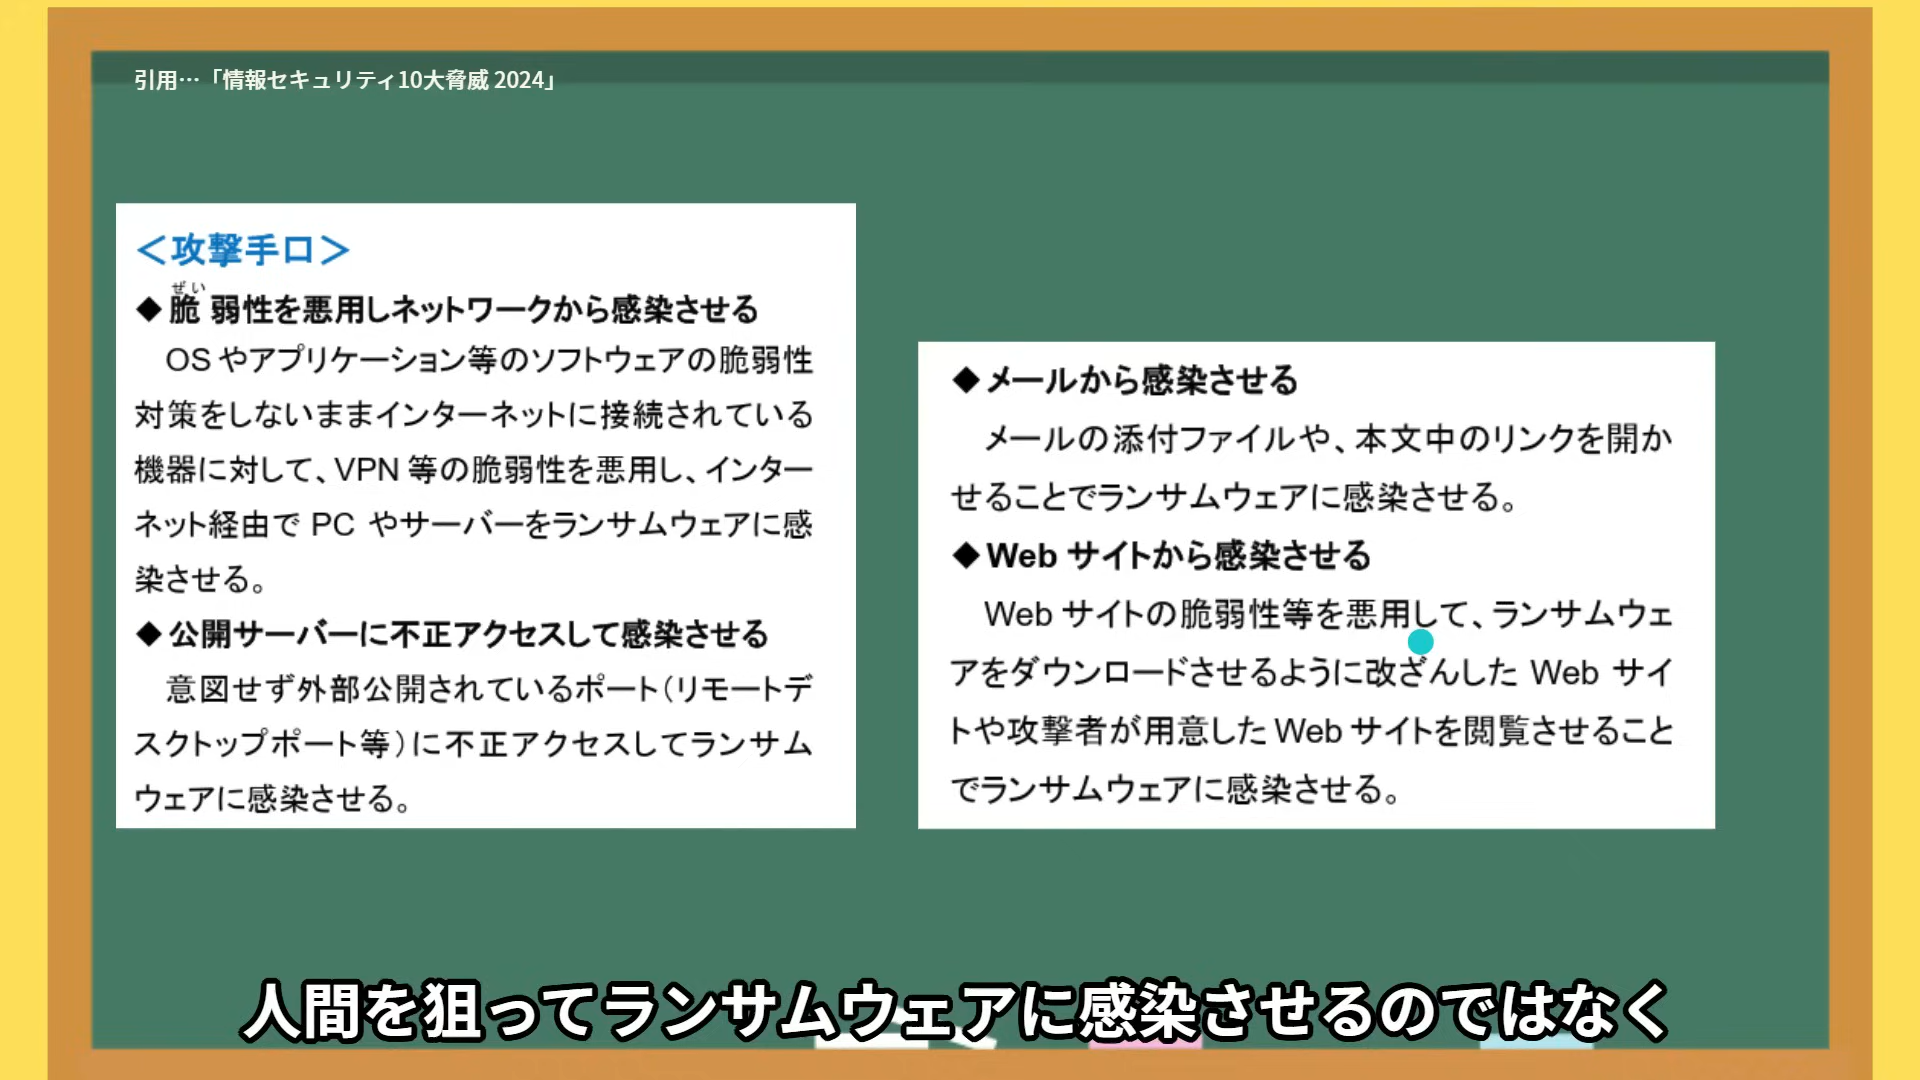 引用…「情報セキュリティ10大脅威 2024」
＜攻撃手口＞
ぜい
◆脆弱性を悪用しネットワークから感染させる
OSやアプリケーション等のソフトウェアの脆弱性
対策をしないままインターネットに接続されている
機器に対して、VPN 等の脆弱性を悪用し、インター
ネット経由で PC やサーバーをランサムウェアに感
染させる。
◆公開サーバーに不正アクセスして感染させる
意図せず外部公開されているポート（リモートデ
スクトップポート等）に不正アクセスしてランサム
ウェアに感染させる。
◆メールから感染させる
メールの添付ファイルや、本文中のリンクを開か
せることでランサムウェアに感染させる。
◆Web サイトから感染させる
Web サイトの脆弱性等を悪用して、ランサムウェ
アをダウンロードさせるように改ざんした Web サイ
トや攻撃者が用意した Web サイトを閲覧させること
でランサムウェアに感染させる。
人間を狙ってランサムウェアに感染させるのではなく